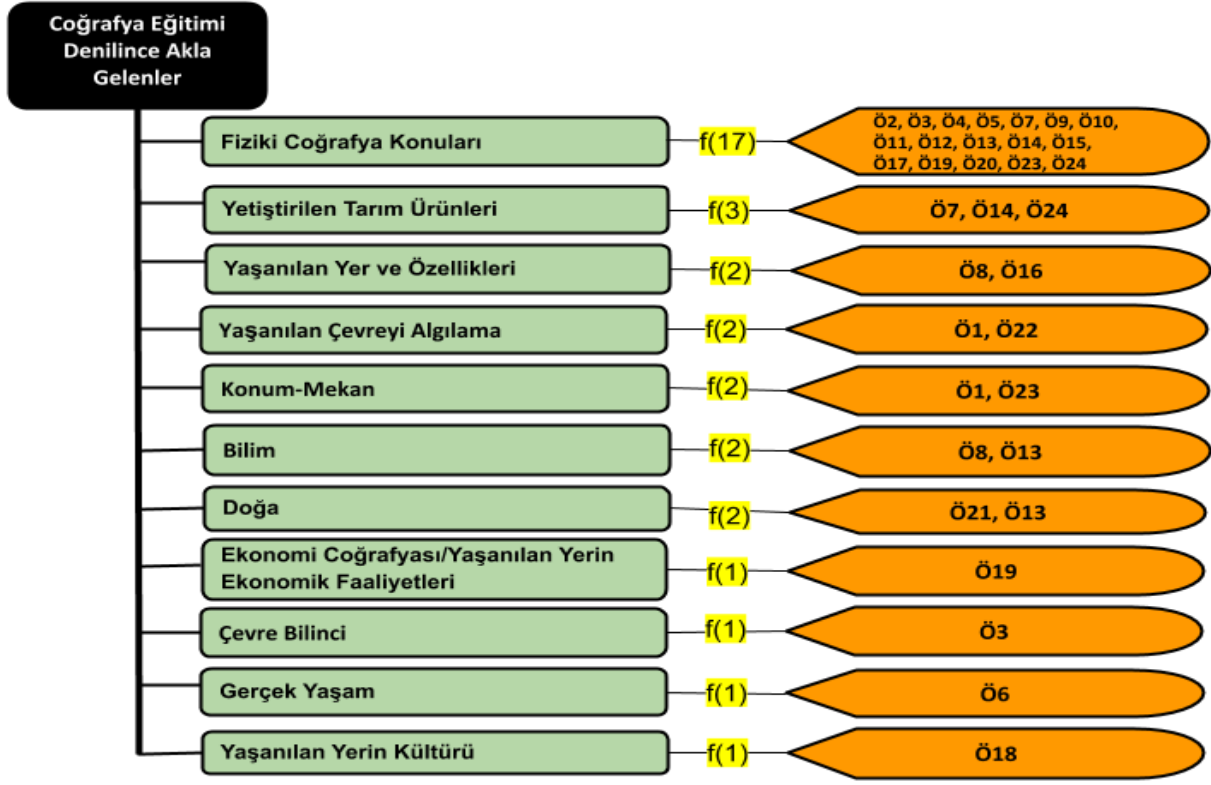 Coğrafya Eğitimi
Denilince Akla
Gelenler
Fiziki Coğrafya Konuları
f(17)
Ö2, Ö3, Ö4, Ö5, Ö7, Ö9, Ö10,
Ö11, Ö12, Ö13, Ö14, Ö15,
Ö17, Ö19, Ö20, Ö23, Ö24
Yetiştirilen Tarım Ürünleri
f(3)
Ö7, Ö14, Ö24
Yaşanılan Yer ve Özellikleri
f(2)
Ö8, Ö16
Yaşanılan Çevreyi Algılama
f(2)
Ö1, Ö22
Konum-Mekan
f(2)
Ö1, Ö23
Bilim
f(2)
Ö8, Ö13
Doğa
f(2)
Ö21, Ö13
Ekonomi Coğrafyası/Yaşanılan Yerin
Ekonomik Faaliyetleri
f(1)
Ö19
Çevre Bilinci
f(1)
Ö3
Gerçek Yaşam
f(1)
Ö6
Yaşanılan Yerin Kültürü
f(1)
Ö18